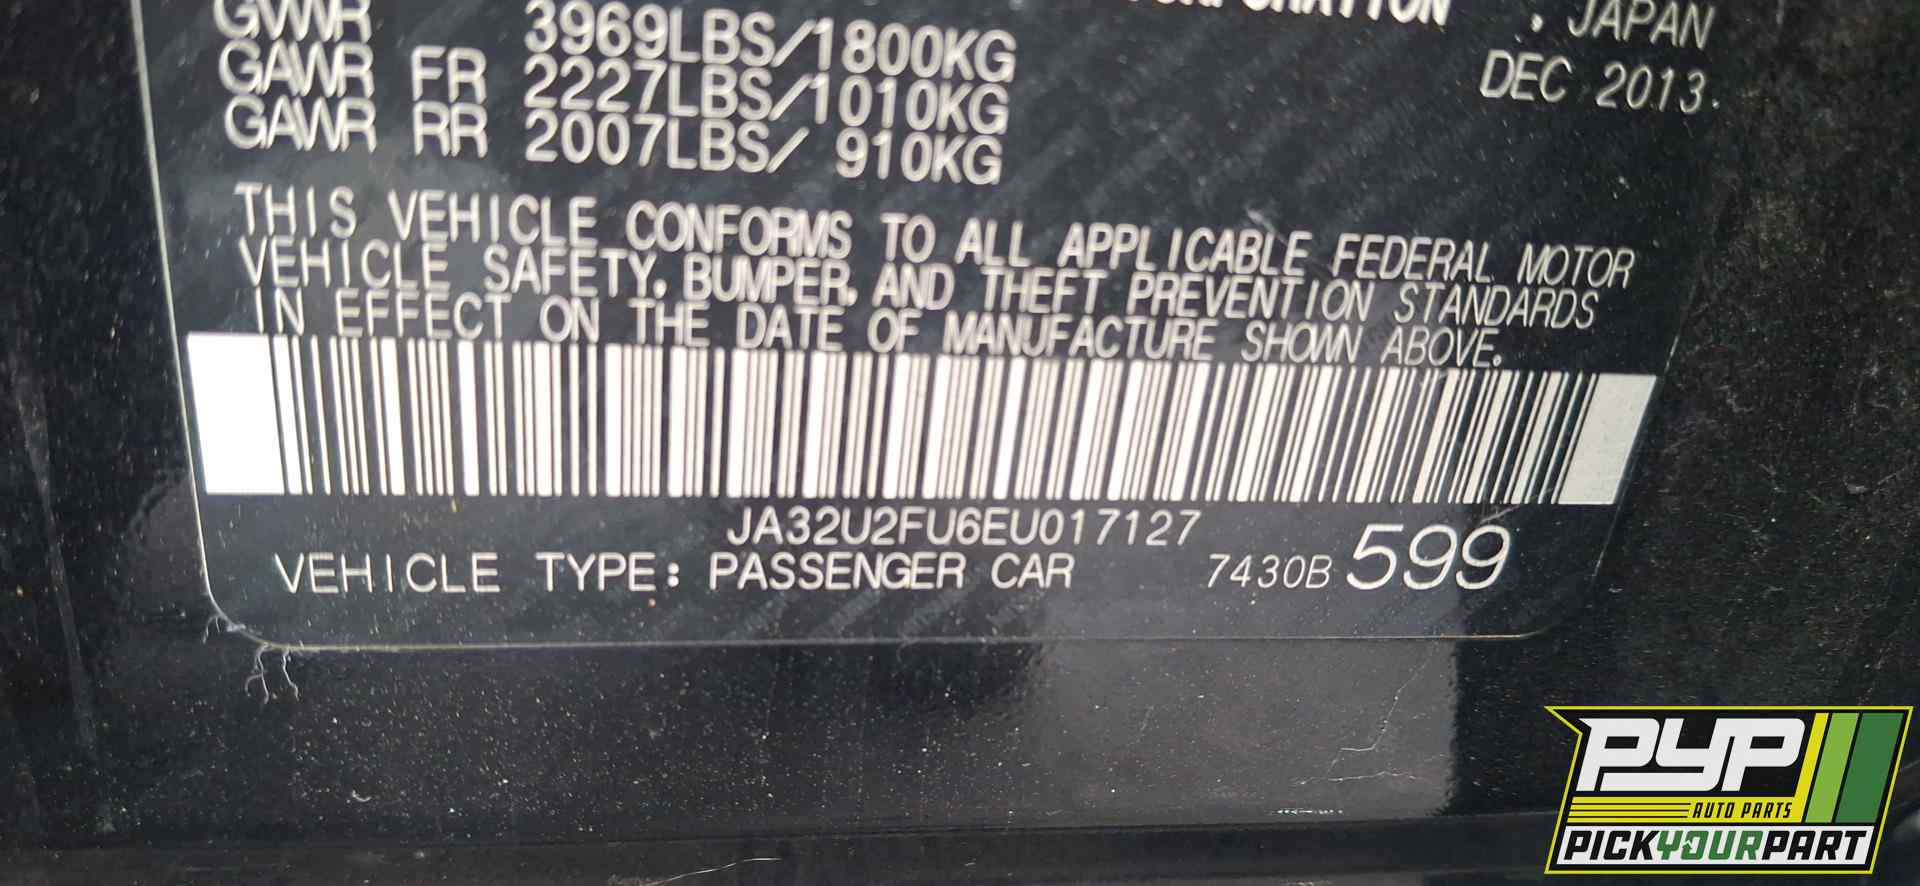 GVWR 3969LBS/1800KG
GAWR FR 2227LBS/1010KG
GAWR RR 2007LBS/ 910KG
CORPORATION , JAPAN
DEC 2013.
THIS VEHICLE CONFORMS TO ALL APPLICABLE FEDERAL MOTOR
VEHICLE SAFETY, BUMPER, AND THEFT PREVENTION STANDARDS
IN EFFECT ON THE DATE OF MANUFACTURE SHOWN ABOVE.
JA32U2FU6EU017127
VEHICLE TYPE: PASSENGER CAR 7430B 599
PYP
AUTO PARTS
PICKYOURPART